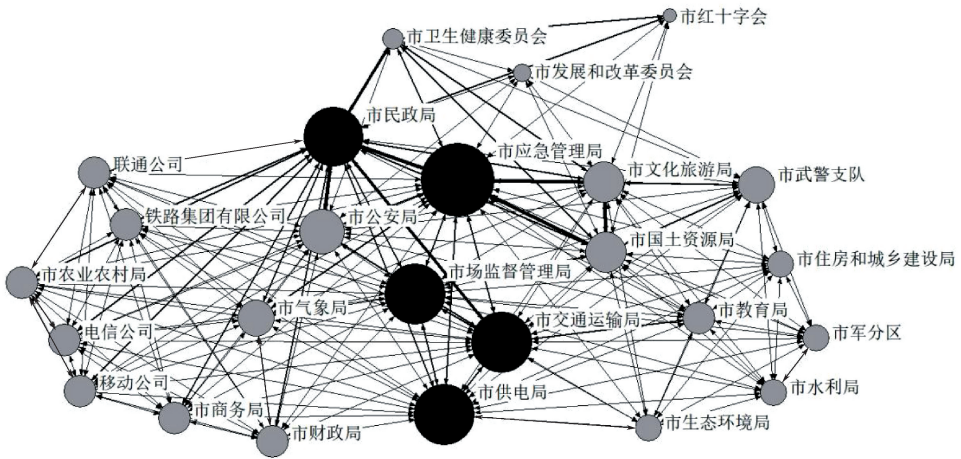 市红十字会
市卫生健康委员会
市发展和改革委员会
市民政局
市应急管理局
联通公司
市文化旅游局
市武警支队
铁路集团有限公司
市公安局
市国土资源局
市住房和城乡建设局
市农业农村局
市场监督管理局
市气象局
市交通运输局
市教育局
电信公司
市军分区
移动公司
市供电局
市水利局
市商务局
市财政局
市生态环境局